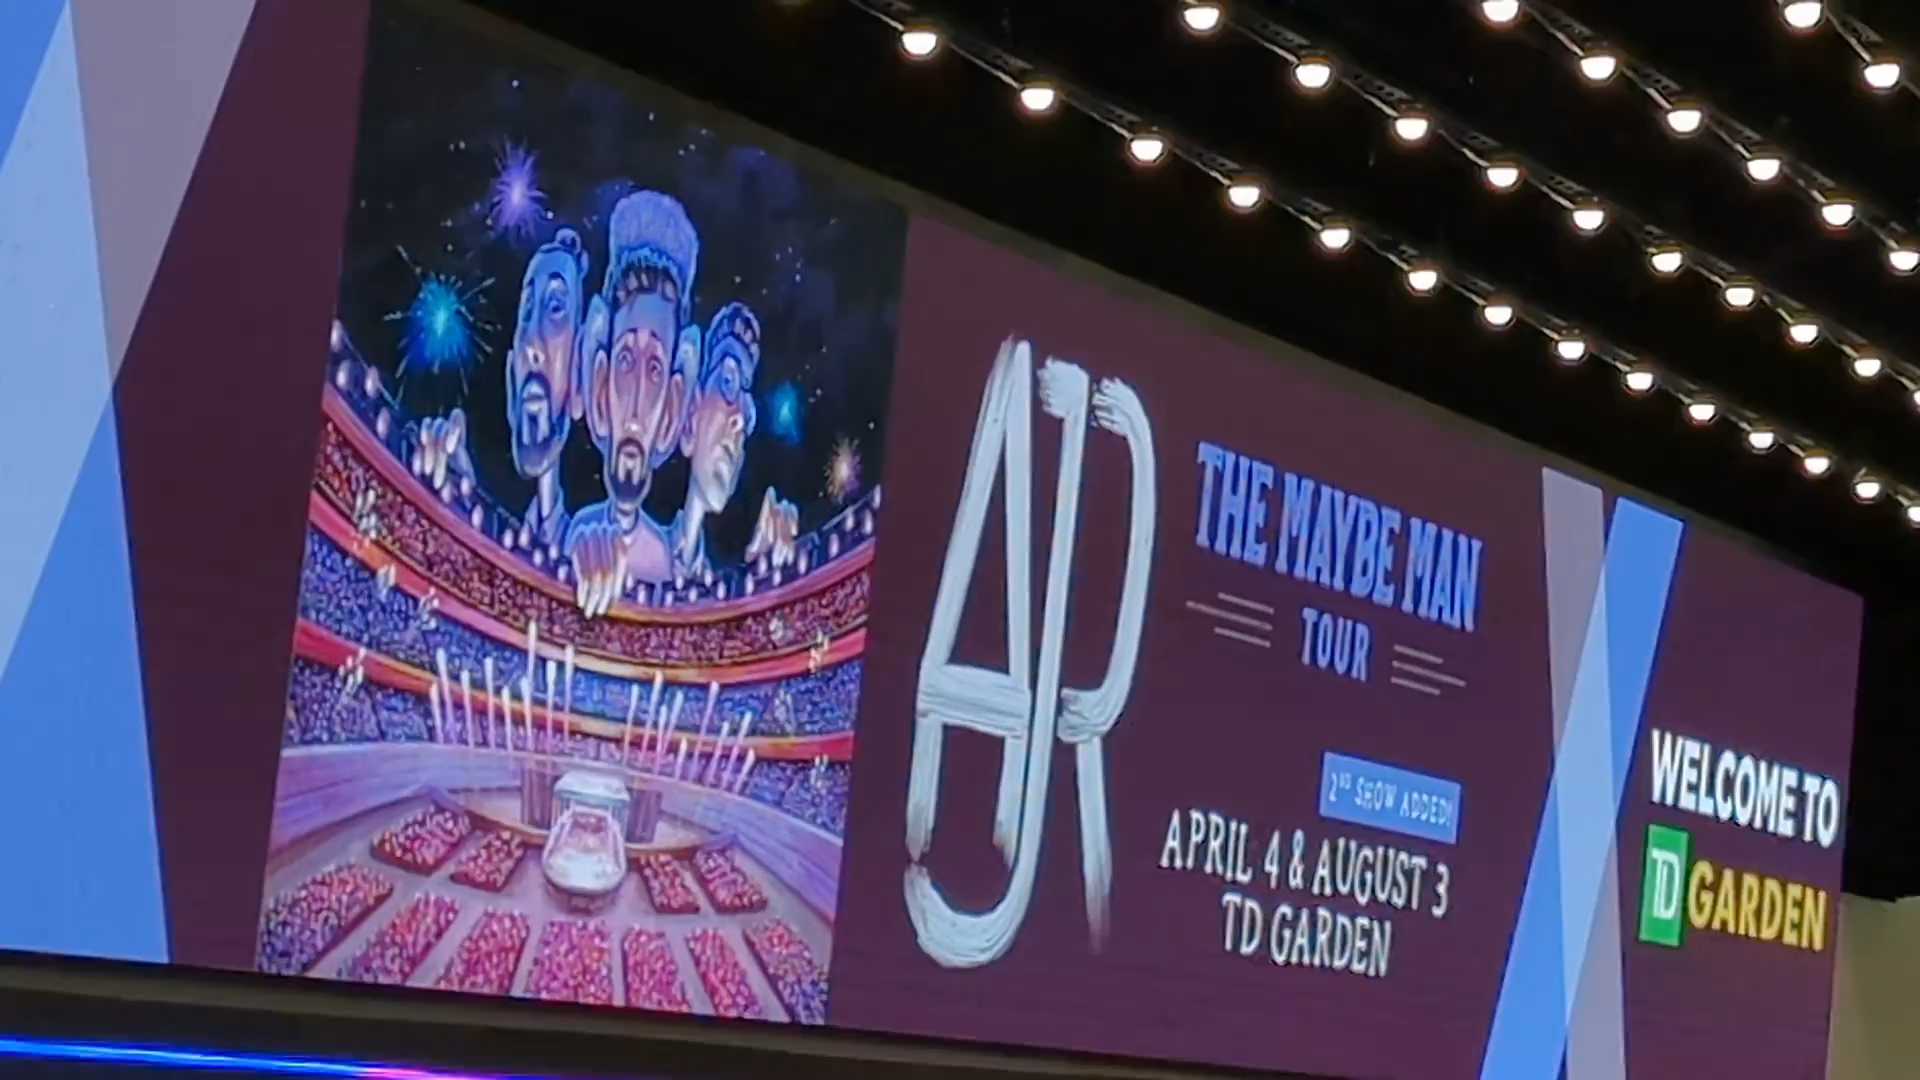 AJR
THE MAYBE MAN
TOUR
2ND SHOW ADDED!
APRIL 4 & AUGUST 3
TD GARDEN
WELCOME TO
TD GARDEN